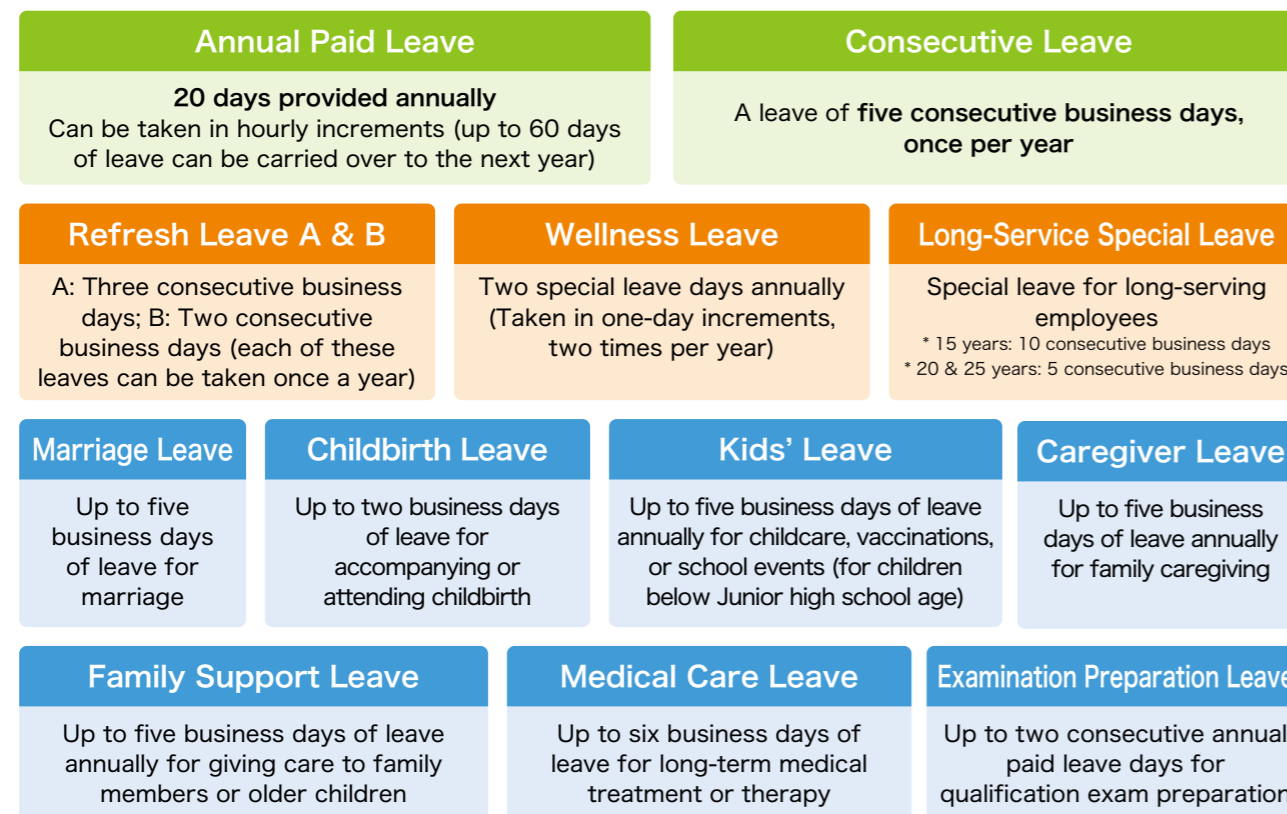 Annual Paid Leave
20 days provided annually
Can be taken in hourly increments (up to 60 days
of leave can be carried over to the next year)
Consecutive Leave
A leave of five consecutive business days,
once per year
Refresh Leave A & B
A: Three consecutive business
days; B: Two consecutive
business days (each of these
leaves can be taken once a year)
Wellness Leave
Two special leave days annually
(Taken in one-day increments,
two times per year)
Long-Service Special Leave
Special leave for long-serving
employees
* 15 years: 10 consecutive business days
* 20 & 25 years: 5 consecutive business days
Marriage Leave
Up to five
business days
of leave for
marriage
Childbirth Leave
Up to two business days
of leave for
accompanying or
attending childbirth
Kids’ Leave
Up to five business days of leave
annually for childcare, vaccinations,
or school events (for children
below Junior high school age)
Caregiver Leave
Up to five business
days of leave annually
for family caregiving
Family Support Leave
Up to five business days of leave
annually for giving care to family
members or older children
Medical Care Leave
Up to six business days of
leave for long-term medical
treatment or therapy
Examination Preparation Leave
Up to two consecutive annual
paid leave days for
qualification exam preparation